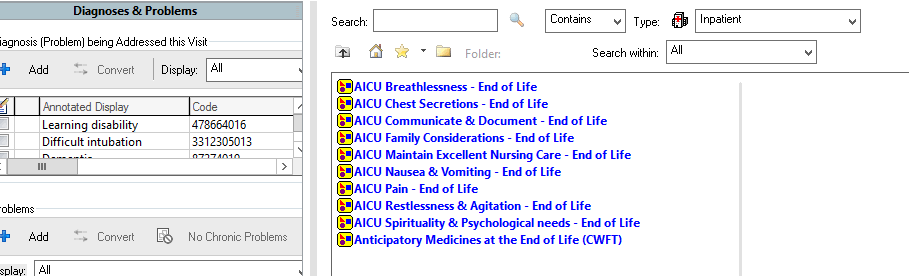 Diagnoses & Problems
iagnosis (Problem) being Addressed this Visit
Add Convert Display: All
Annotated Display Code
Learning disability 478664016
Difficult intubation 3312305013
roblems
Add Convert No Chronic Problems
splay: All
Search: Contains Type: Inpatient
Folder: Search within: All
AICU Breathlessness - End of Life
AICU Chest Secretions - End of Life
AICU Communicate & Document - End of Life
AICU Family Considerations - End of Life
AICU Maintain Excellent Nursing Care - End of Life
AICU Nausea & Vomiting - End of Life
AICU Pain - End of Life
AICU Restlessness & Agitation - End of Life
AICU Spirituality & Psychological needs - End of Life
Anticipatory Medicines at the End of Life (CWFT)